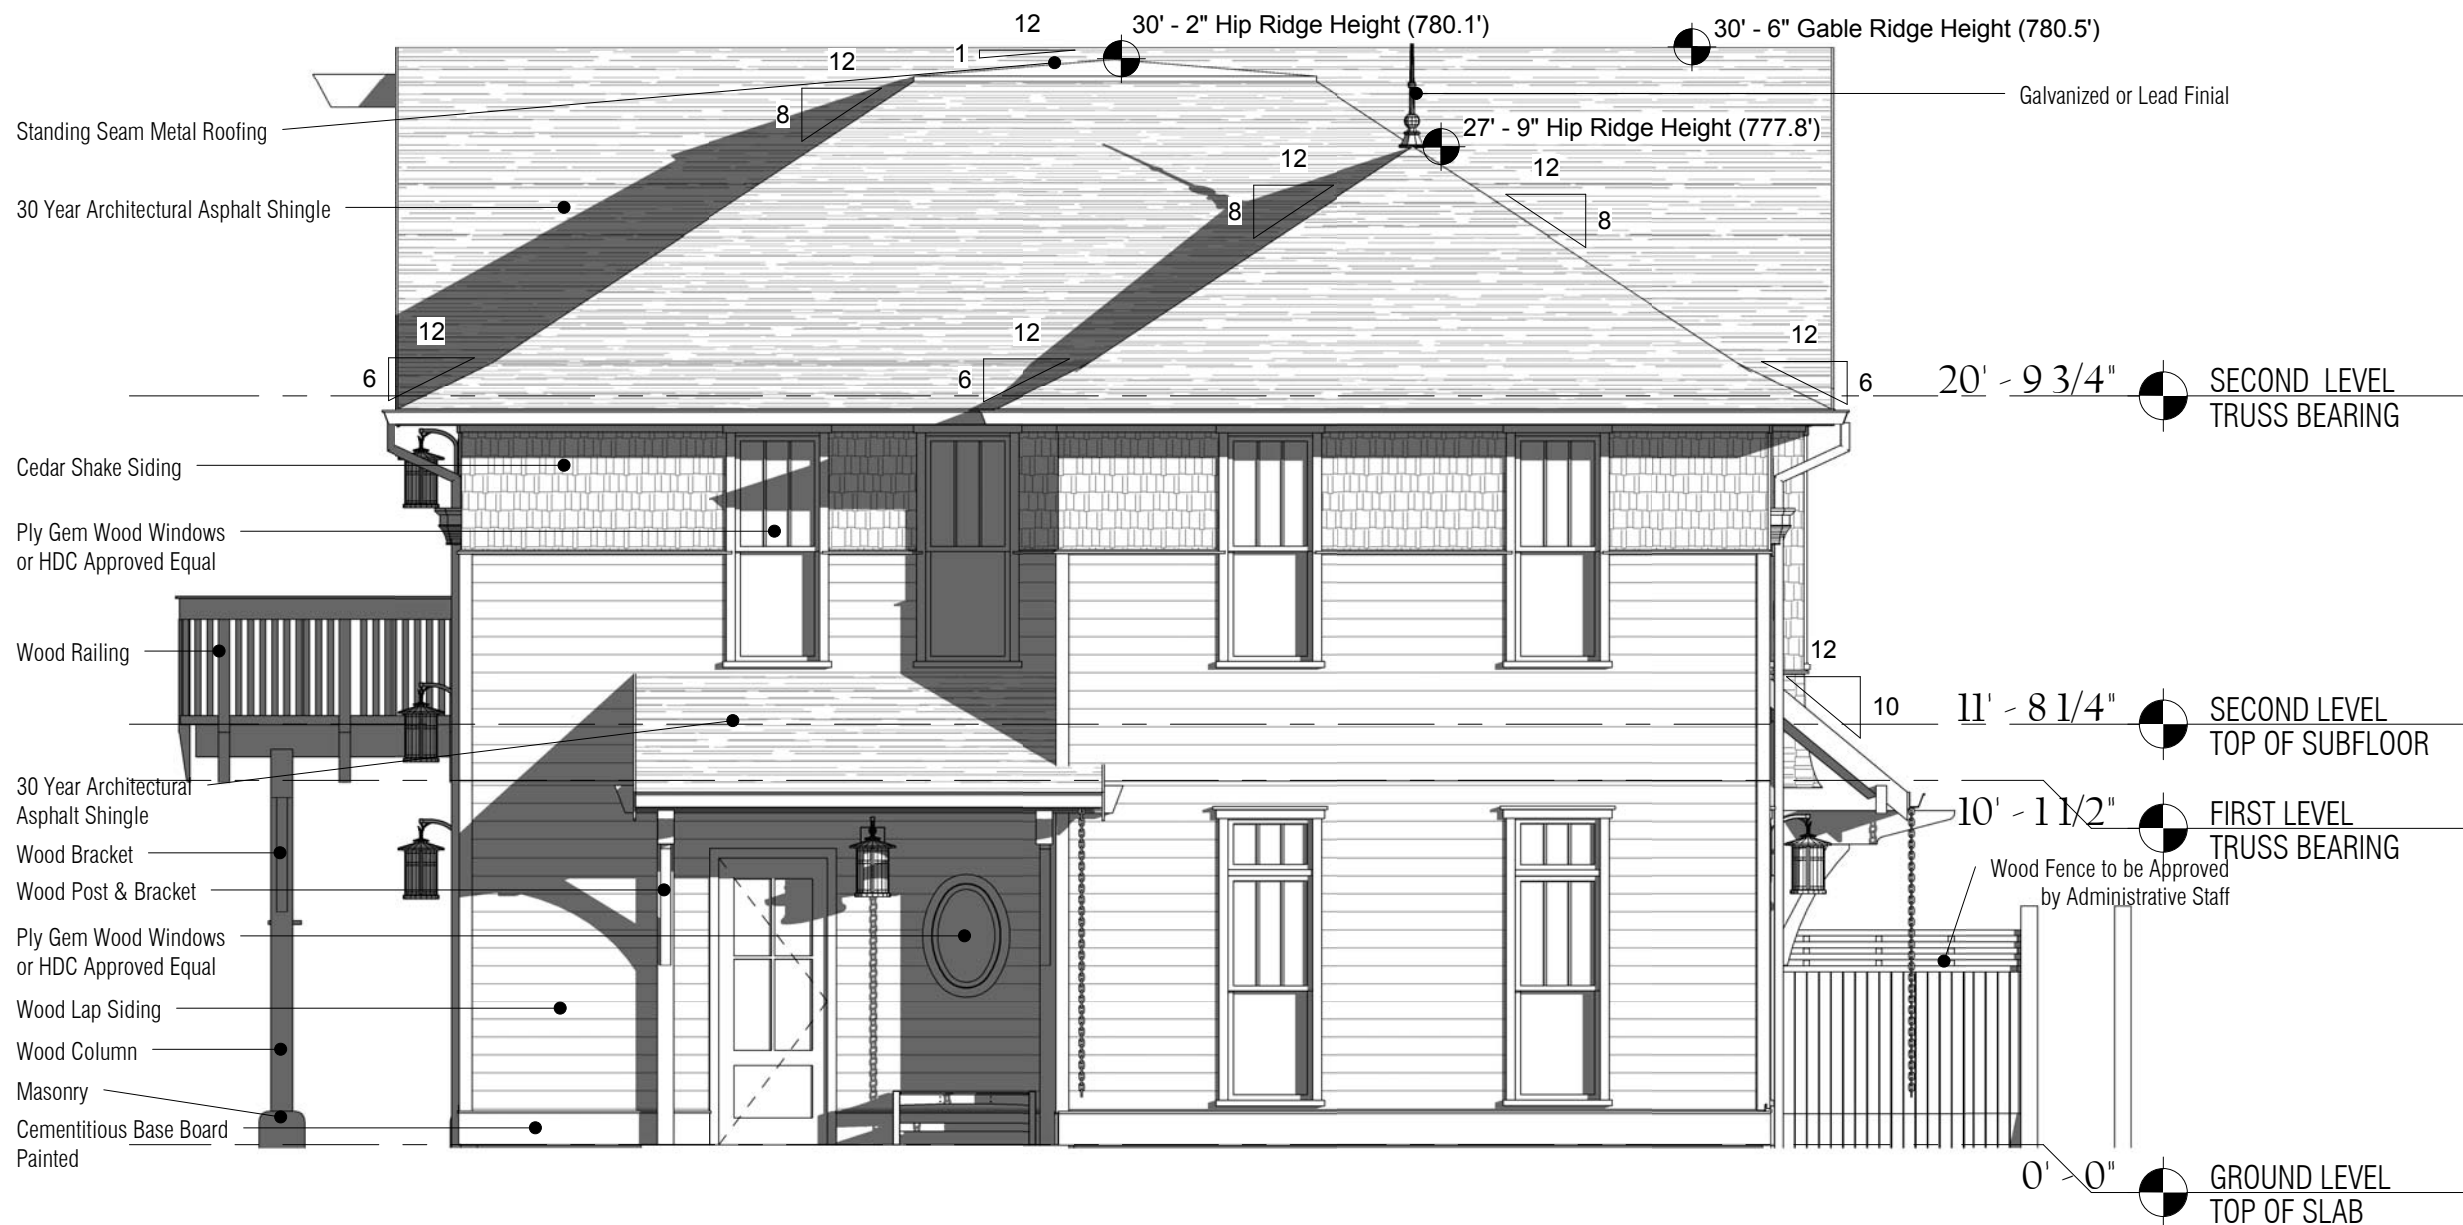 12
30' - 2" Hip Ridge Height (780.1')
30' - 6" Gable Ridge Height (780.5')
1
12
8
Galvanized or Lead Finial
Standing Seam Metal Roofing
27' - 9" Hip Ridge Height (777.8')
12
12
30 Year Architectural Asphalt Shingle
8
8
12
12
12
6
6
6
20' - 9 3/4"
SECOND LEVEL
TRUSS BEARING
Cedar Shake Siding
Ply Gem Wood Windows
or HDC Approved Equal
Wood Railing
12
10
11' - 8 1/4"
SECOND LEVEL
TOP OF SUBFLOOR
30 Year Architectural
Asphalt Shingle
10' - 1 1/2"
FIRST LEVEL
TRUSS BEARING
Wood Bracket
Wood Fence to be Approved
by Administrative Staff
Wood Post & Bracket
Ply Gem Wood Windows
or HDC Approved Equal
Wood Lap Siding
Wood Column
Masonry
Cementitious Base Board
Painted
0' - 0"
GROUND LEVEL
TOP OF SLAB